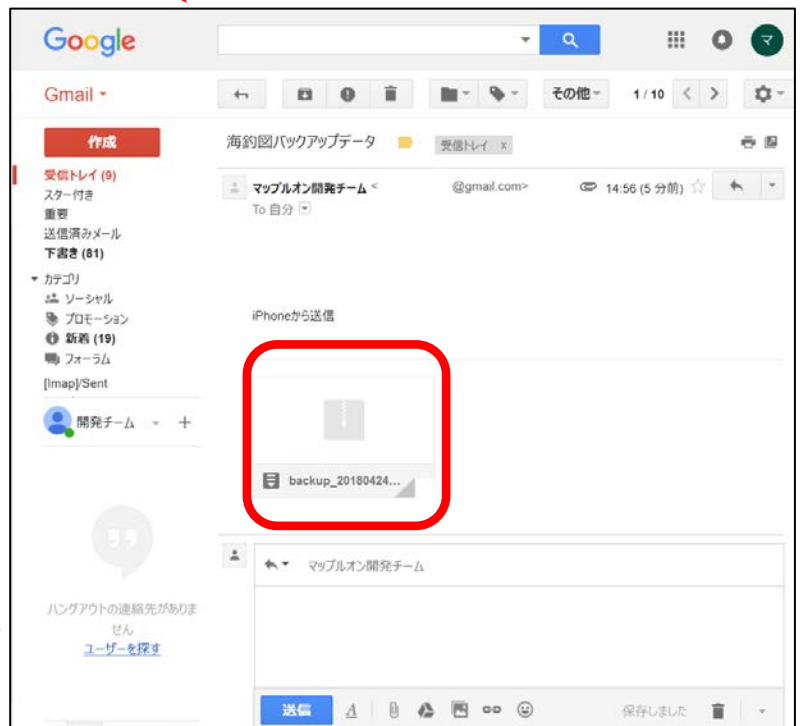 Google
マ
Gmail
その他
1 / 10
作成
海釣図バックアップデータ
受信トレイ x
受信トレイ (9)
スター付き
重要
送信済みメール
下書き (81)
カテゴリ
ソーシャル
プロモーション
新着 (19)
フォーラム
[Imap]/Sent
開発チーム
ハングアウトの連絡先がありま
せん
ユーザーを探す
マップルオン開発チーム < @gmail.com>
14:56 (5 分前)
To 自分
iPhoneから送信
backup_20180424...
マップルオン開発チーム
送信
A
保存しました